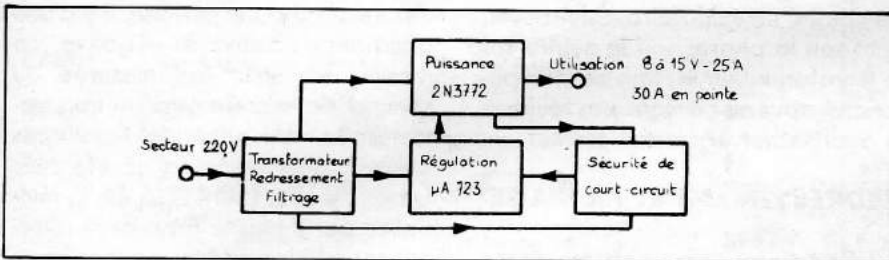 Puissance
2N3772
Utilisation 8 à 15 V - 25 A
30 A en pointe
Secteur 220V
Transformateur
Redressement
Filtrage
Régulation
µA 723
Sécurité de
court-circuit